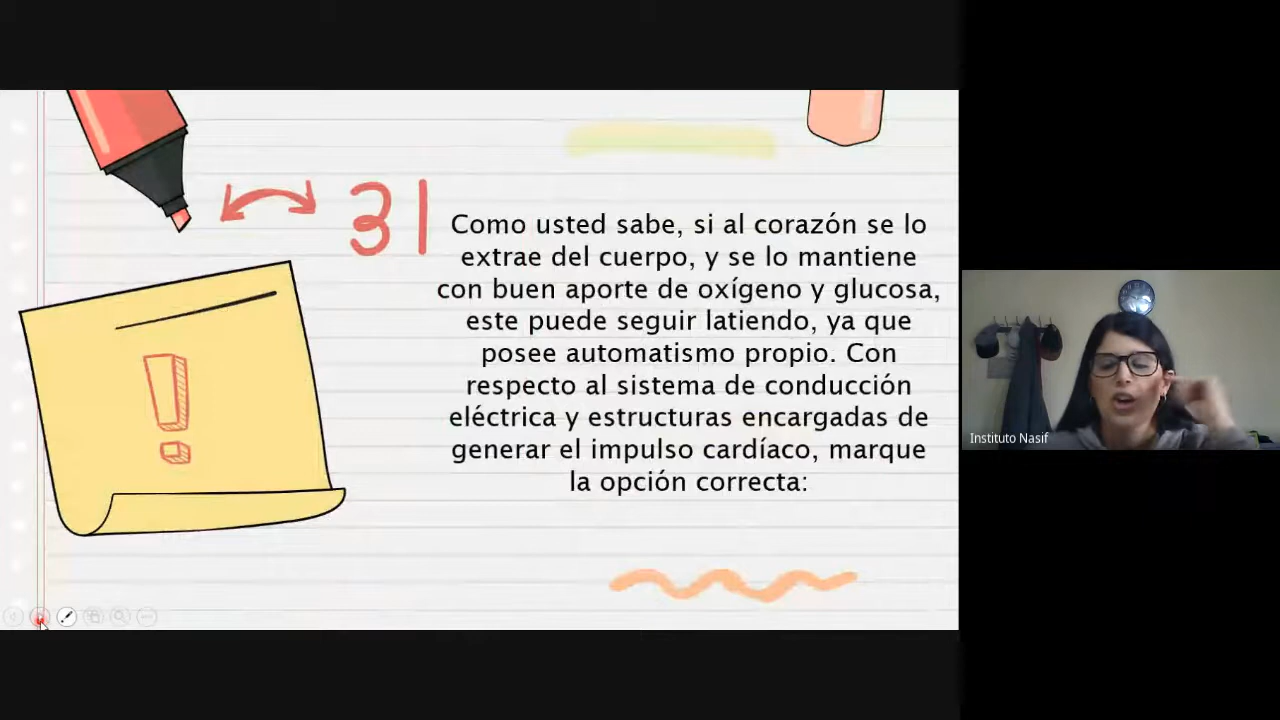 31
Como usted sabe, si al corazón se lo
extrae del cuerpo, y se lo mantiene
con buen aporte de oxígeno y glucosa,
este puede seguir latiendo, ya que
posee automatismo propio. Con
respecto al sistema de conducción
eléctrica y estructuras encargadas de
generar el impulso cardíaco, marque
la opción correcta:
!
Instituto Nasif